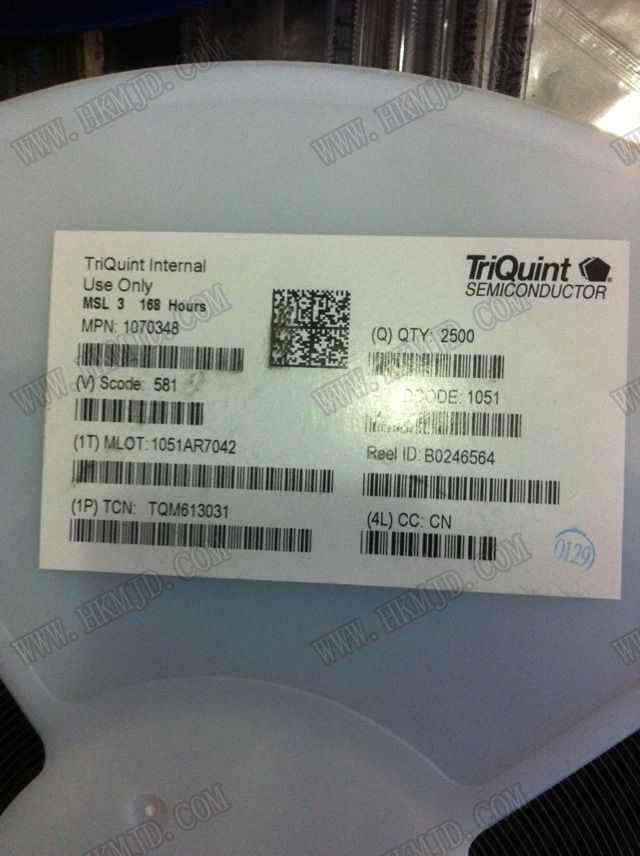 TriQuint Internal
Use Only
MSL 3 168 Hours
MPN: 1070348
(V) Scode: 581
(1T) MLOT:1051AR7042
(1P) TCN: TQM613031
TriQuint
SEMICONDUCTOR
(Q) QTY: 2500
DCODE: 1051
Reel ID: B0246564
(4L) CC: CN
0129
WWW.HKMJD.COM